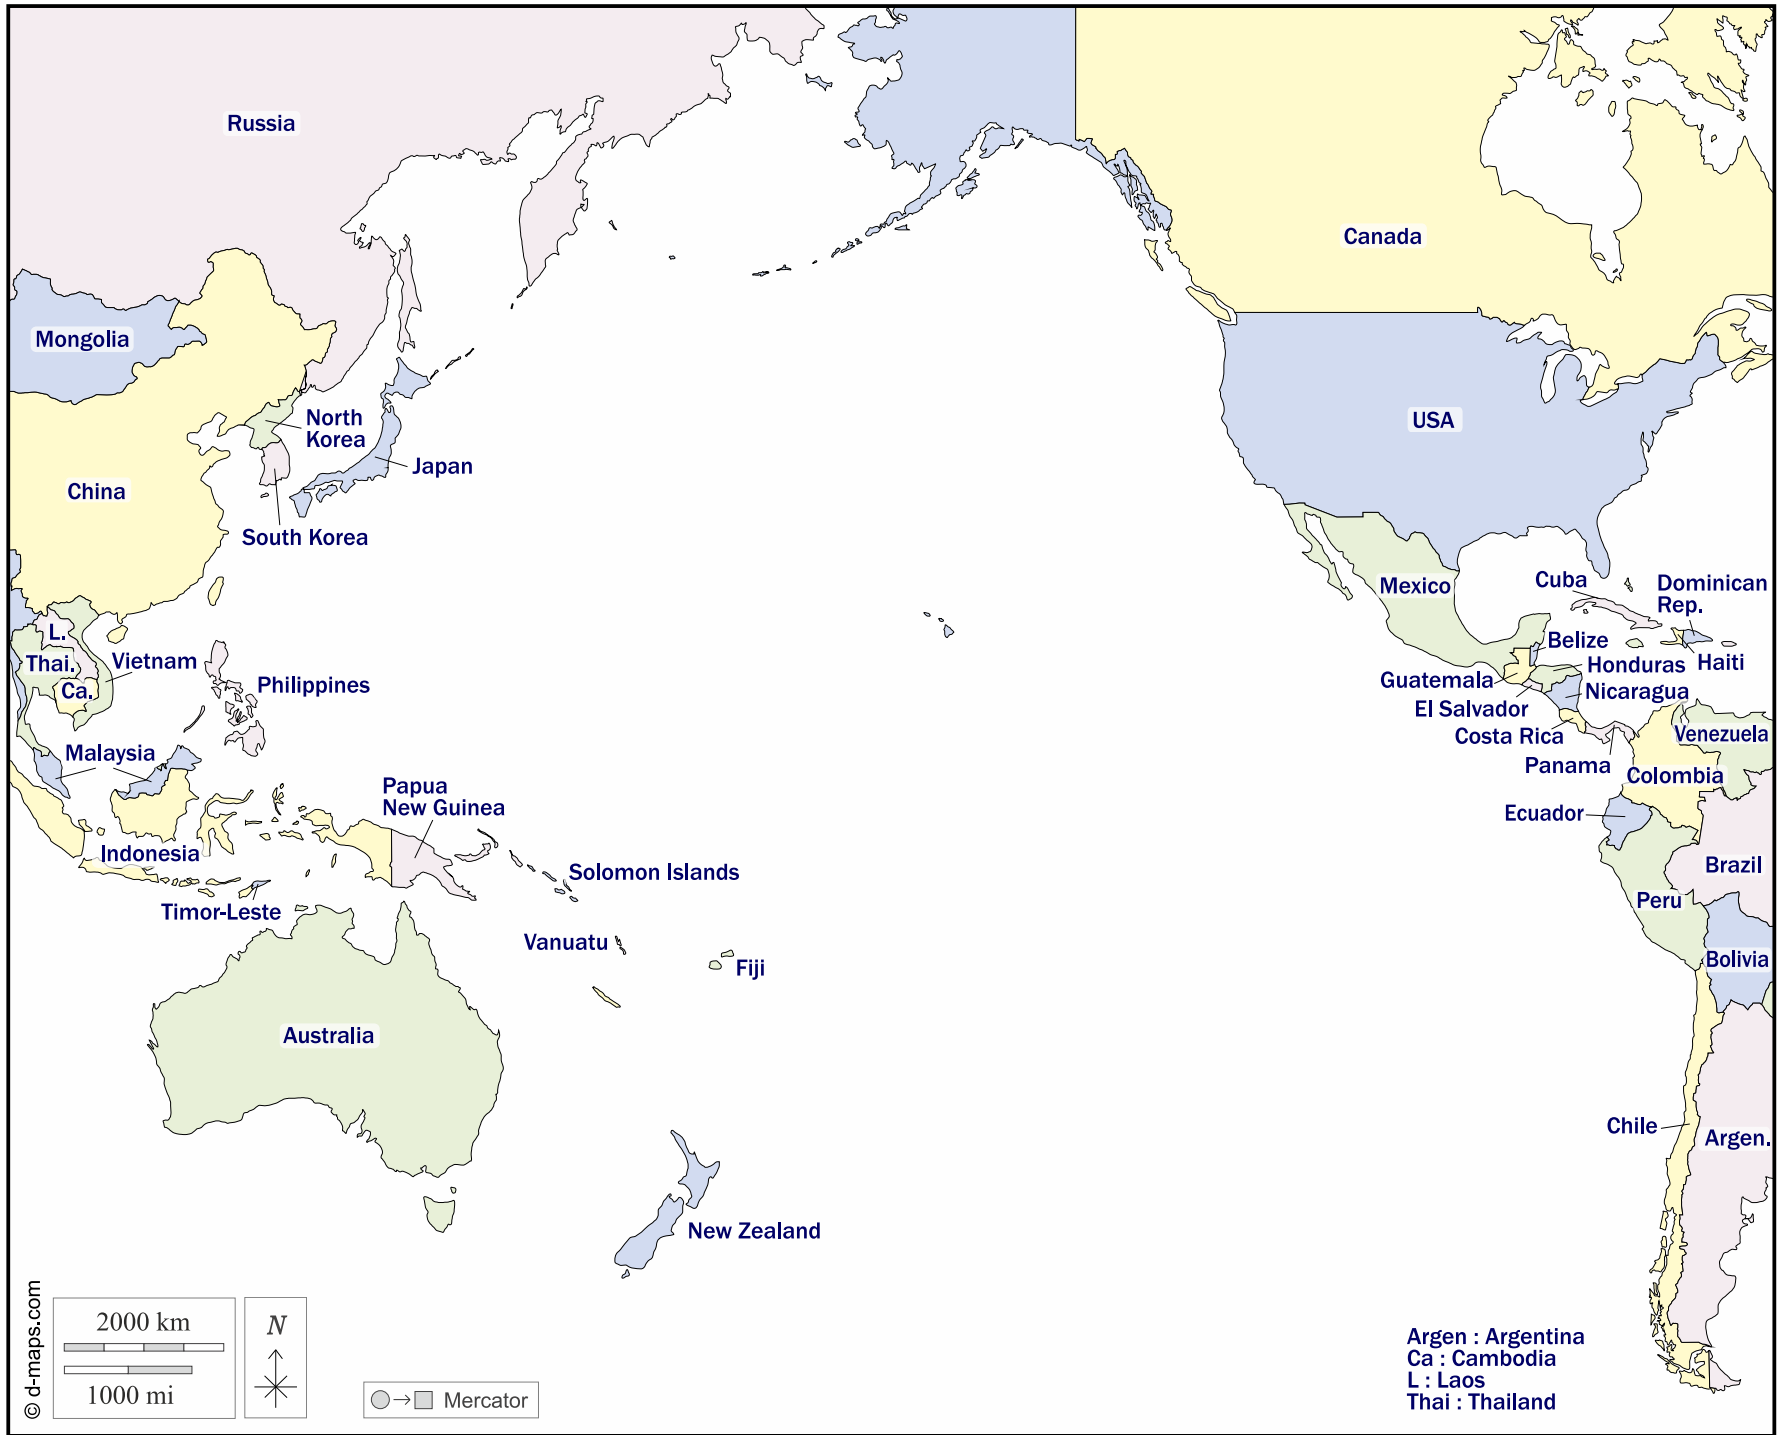 Russia
Canada
Mongolia
USA
North
Korea
Japan
China
South Korea
Mexico
Cuba
Dominican
Rep.
L.
Thai.
Vietnam
Ca.
Philippines
Belize
Honduras
Haiti
Guatemala
Nicaragua
El Salvador
Costa Rica
Venezuela
Panama
Colombia
Malaysia
Papua
New Guinea
Ecuador
Indonesia
Brazil
Solomon Islands
Timor-Leste
Peru
Vanuatu
Fiji
Bolivia
Australia
Chile
Argen.
New Zealand
© d-maps.com
2000 km
1000 mi
N
Mercator
Argen : Argentina
Ca : Cambodia
L : Laos
Thai : Thailand